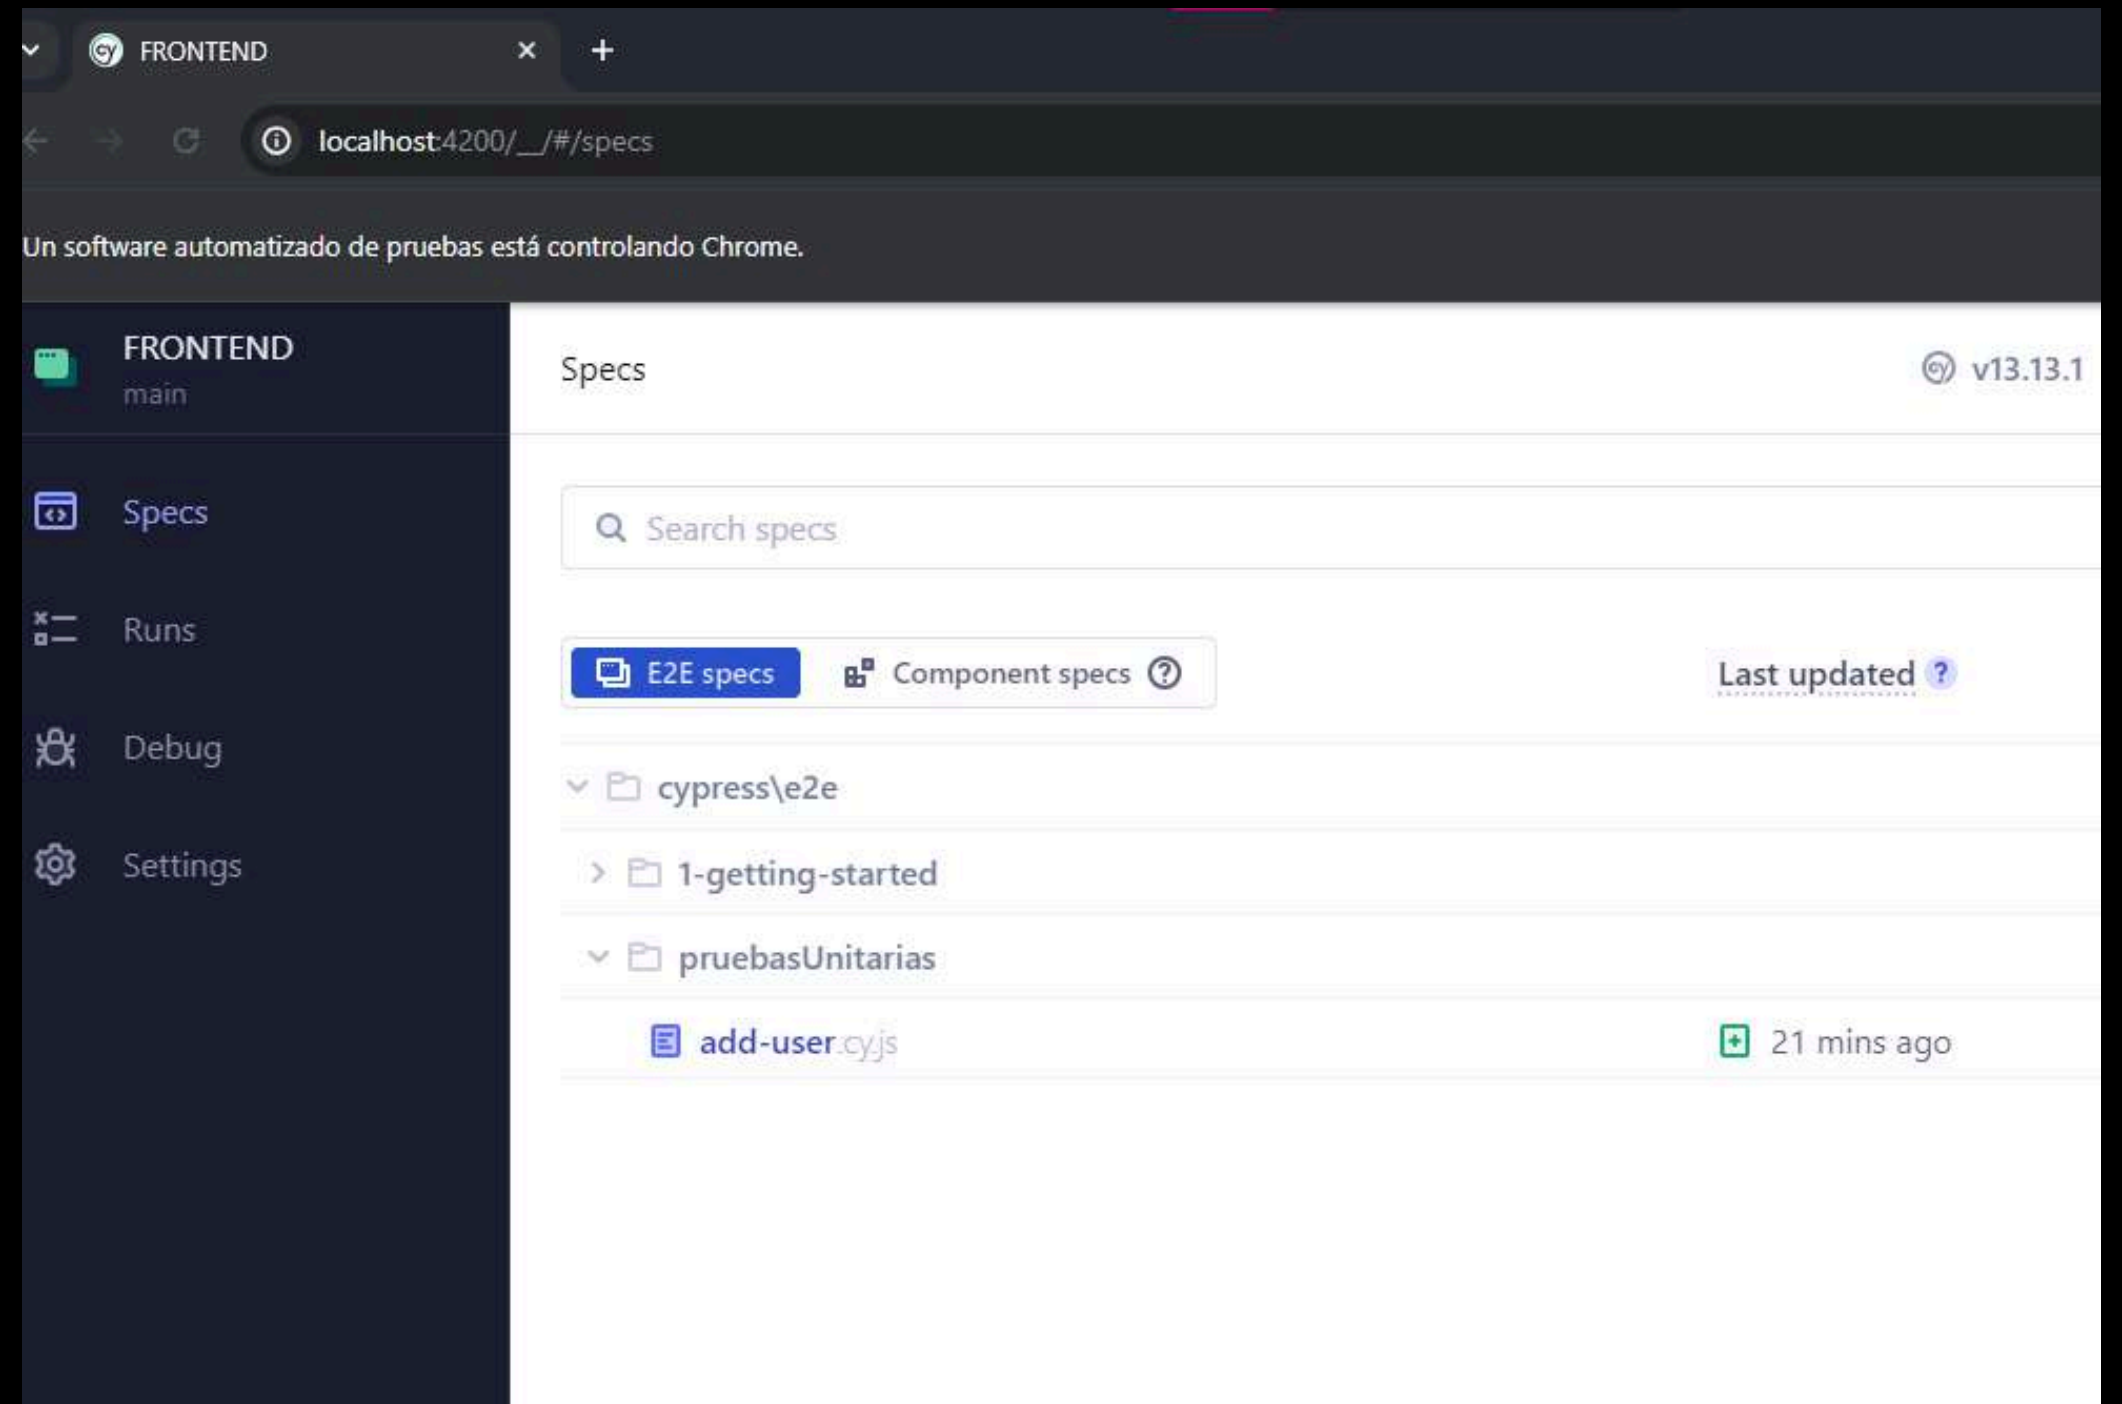 FRONTEND
localhost:4200/__/#/specs
Un software automatizado de pruebas está controlando Chrome.
FRONTEND
main
Specs
v13.13.1
Specs
Runs
Debug
Settings
Search specs
E2E specs
Component specs
Last updated ?
cypress\e2e
1-getting-started
pruebasUnitarias
add-user.cy.js
21 mins ago